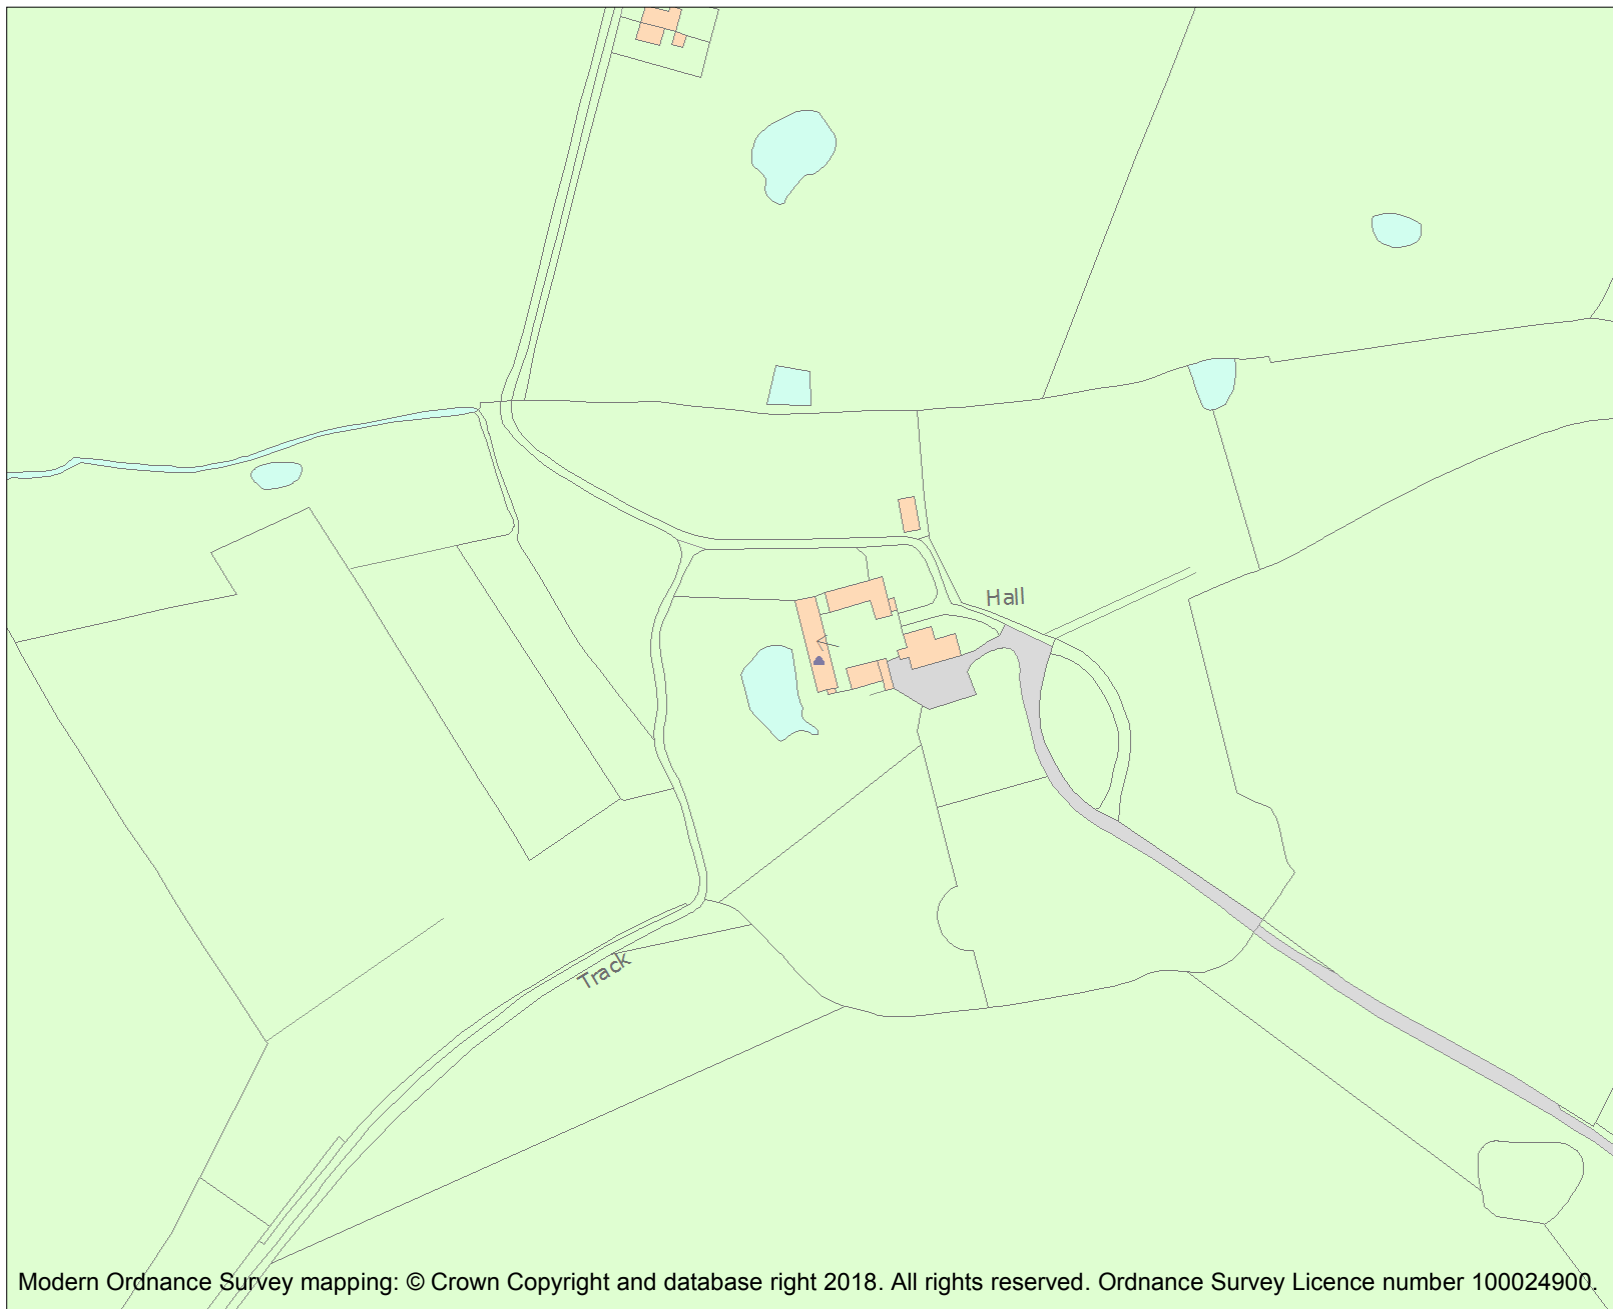 Hall
Track
Modern Ordnance Survey mapping: © Crown Copyright and database right 2018. All rights reserved. Ordnance Survey Licence number 100024900.